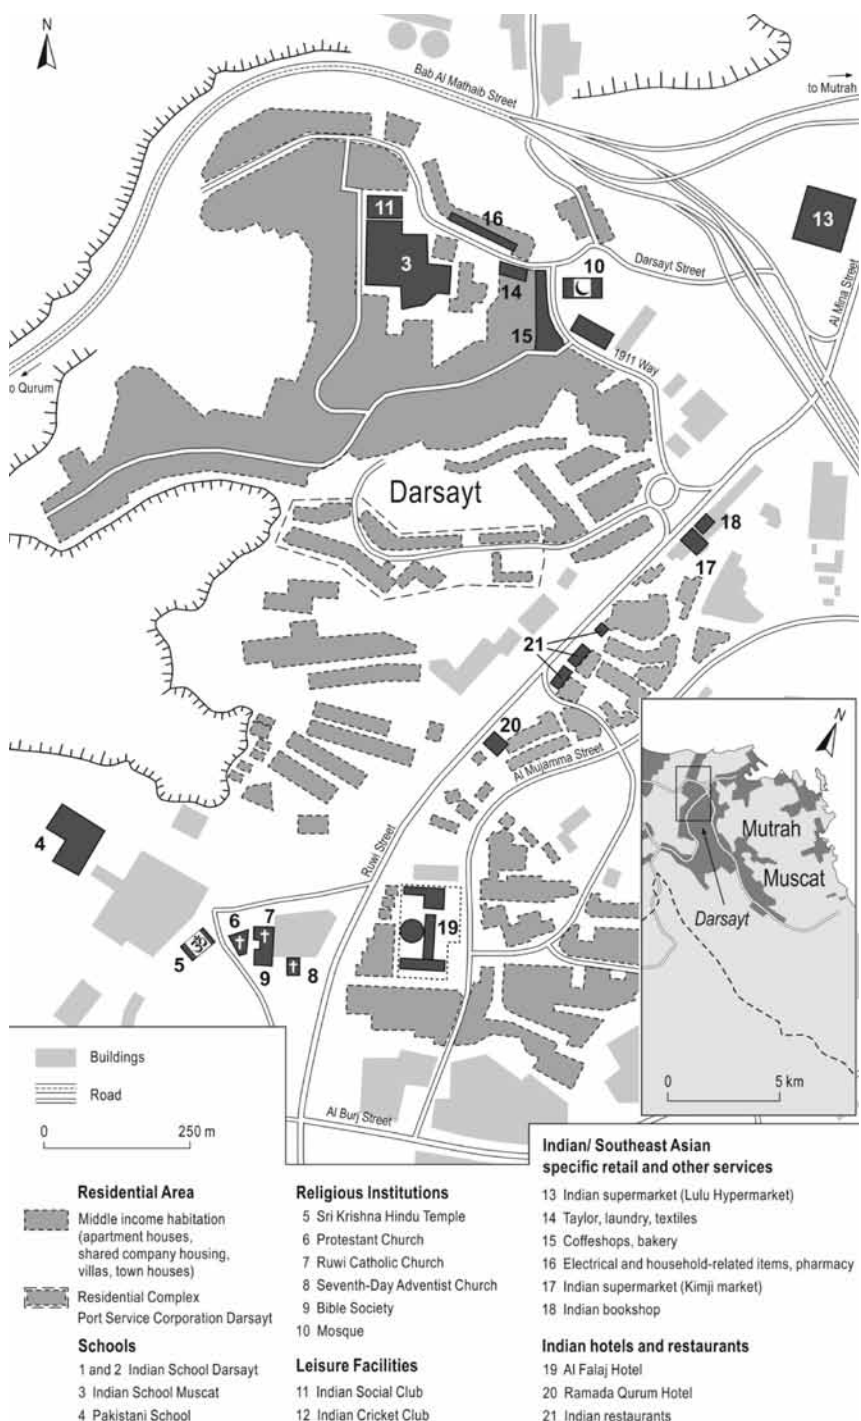 N
Bab Al Mathaib Street
to Mutrah
11
16
13
3
10
14
Darsayt Street
Al Mina Street
15
1911 Way
o Qurum
Darsayt
18
17
21
20
Al Mujamma Street
N
Mutrah
Muscat
Darsayt
4
Ruwi Street
6
7
19
5
9
8
0
5 km
Buildings
Road
0
250 m
Al Burj Street
Residential Area
Middle income habitation
(apartment houses,
shared company housing,
villas, town houses)
Residential Complex
Port Service Corporation Darsayt
Schools
1 and 2 Indian School Darsayt
3 Indian School Muscat
4 Pakistani School
Religious Institutions
5 Sri Krishna Hindu Temple
6 Protestant Church
7 Ruwi Catholic Church
8 Seventh-Day Adventist Church
9 Bible Society
10 Mosque
Leisure Facilities
11 Indian Social Club
12 Indian Cricket Club
Indian/ Southeast Asian
specific retail and other services
13 Indian supermarket (Lulu Hypermarket)
14 Taylor, laundry, textiles
15 Coffeshops, bakery
16 Electrical and household-related items, pharmacy
17 Indian supermarket (Kimji market)
18 Indian bookshop
Indian hotels and restaurants
19 Al Falaj Hotel
20 Ramada Qurum Hotel
21 Indian restaurants